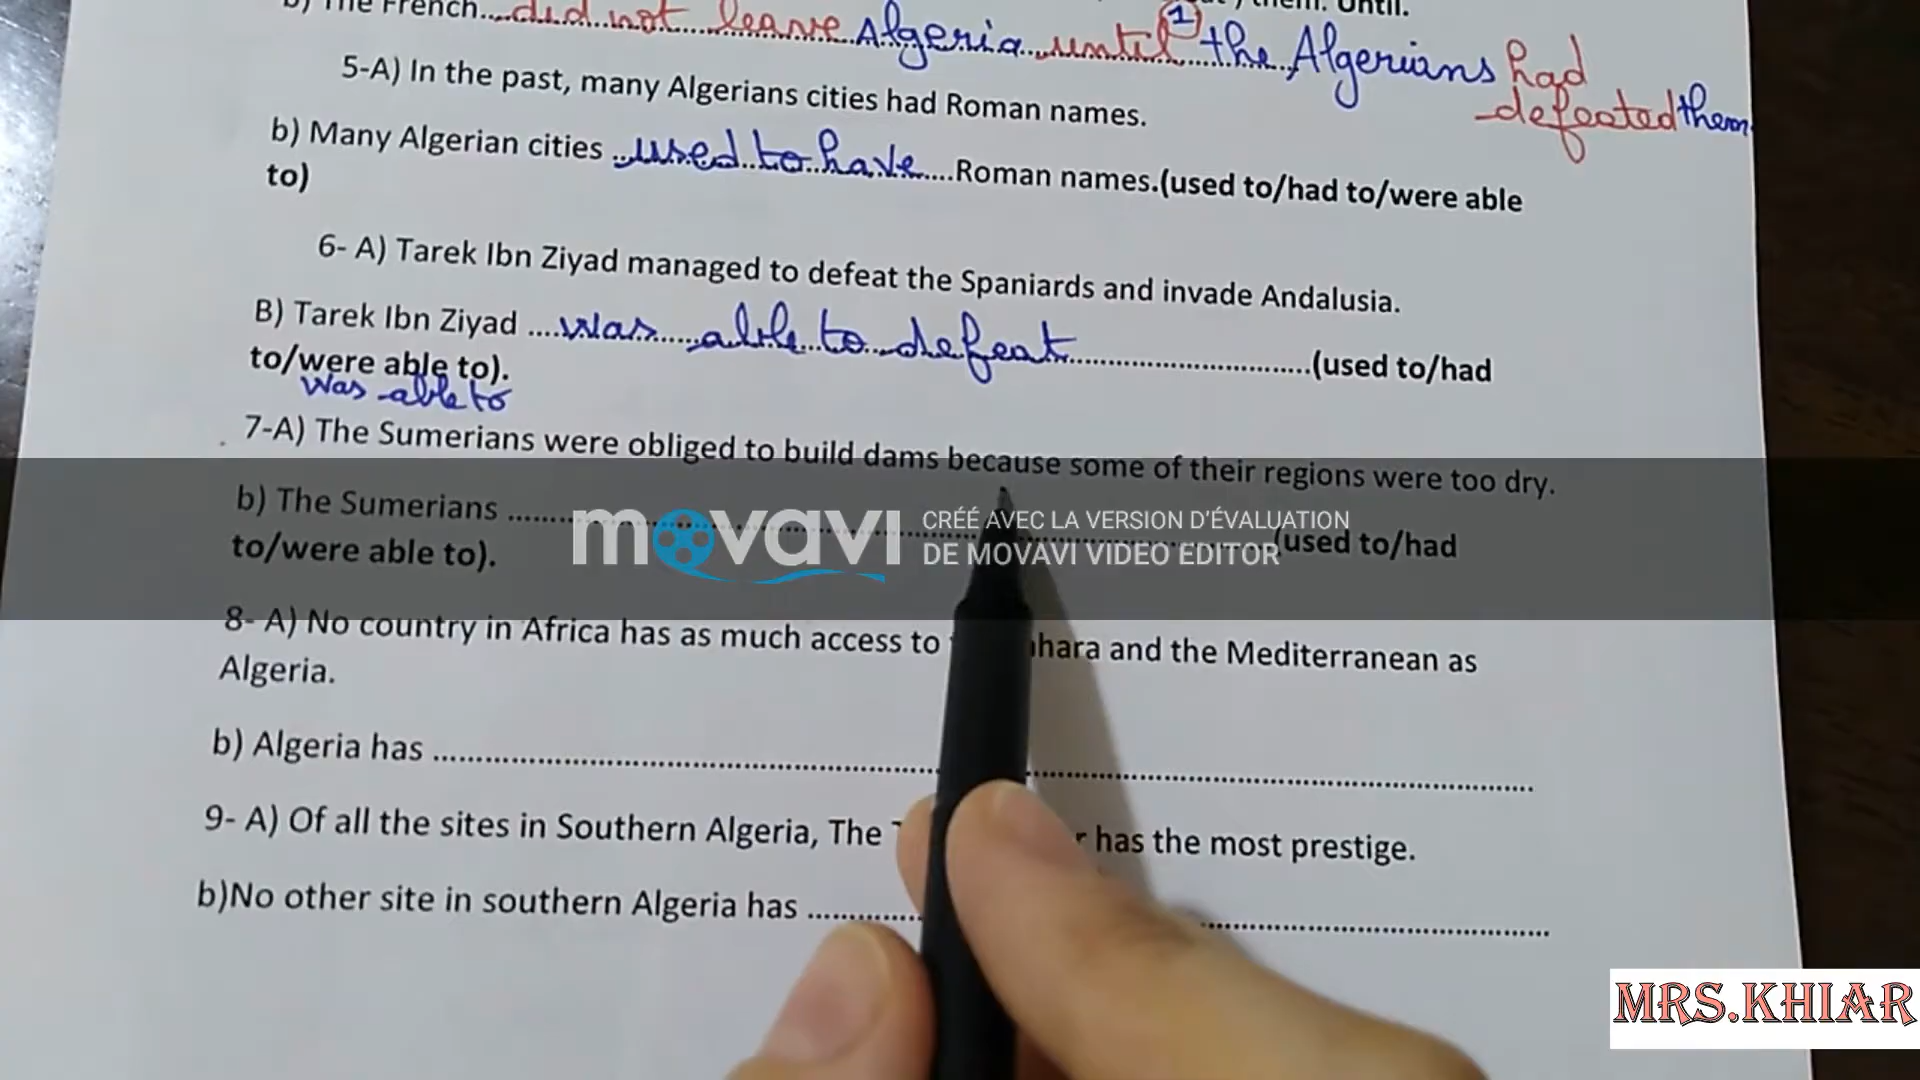 b) The French...did not leave Algeria until ① the Algerians had
defeated them
them. Until.
5-A) In the past, many Algerians cities had Roman names.
b) Many Algerian cities ...used to have....Roman names.(used to/had to/were able
to)
6- A) Tarek Ibn Ziyad managed to defeat the Spaniards and invade Andalusia.
B) Tarek Ibn Ziyad ....was able to defeat..............................(used to/had
to/were able to).
was able to
7-A) The Sumerians were obliged to build dams because some of their regions were too dry.
b) The Sumerians ..............................(used to/had
to/were able to).
movavi
CRÉÉ AVEC LA VERSION D'ÉVALUATION
DE MOVAVI VIDEO EDITOR
8- A) No country in Africa has as much access to hara and the Mediterranean as
Algeria.
b) Algeria has ..............................
9- A) Of all the sites in Southern Algeria, The has the most prestige.
b)No other site in southern Algeria has ..............................
MRS.KHIAR